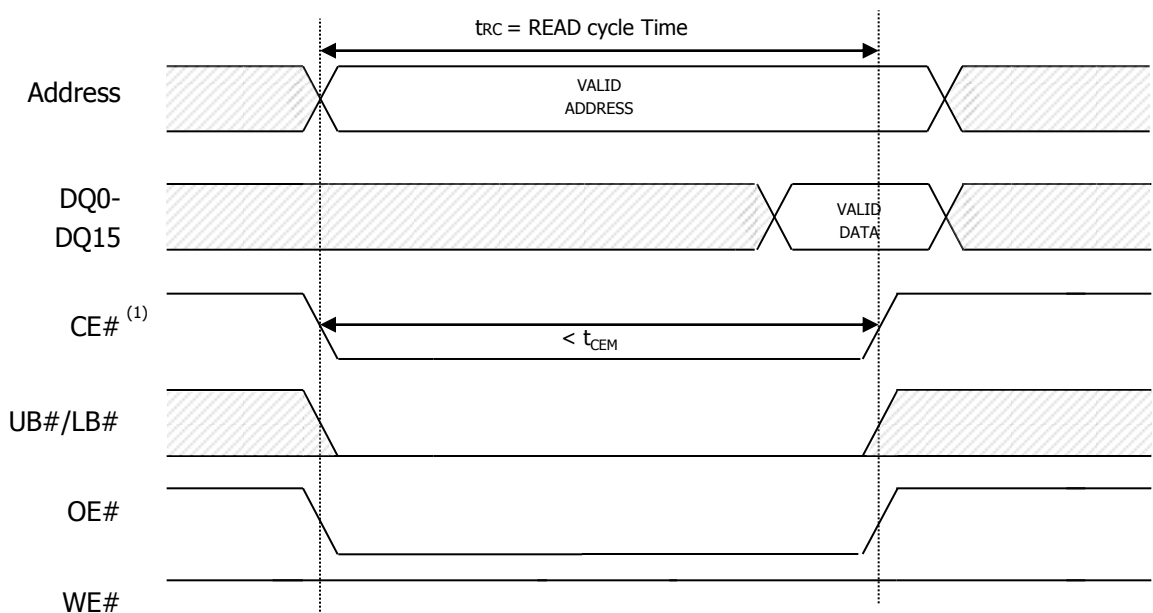 tRC = READ cycle Time
Address
VALID
ADDRESS
DQ0-
DQ15
VALID
DATA
CE# (1)
< tCEM
UB#/LB#
OE#
WE#